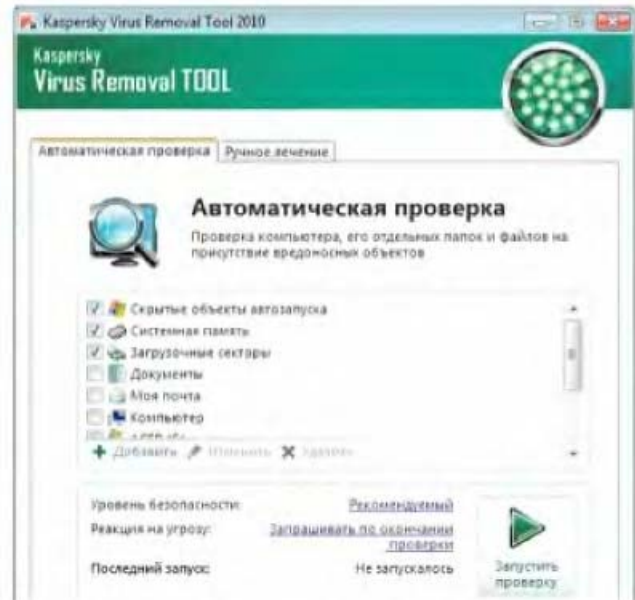 Kaspersky Virus Removal Tool 2010
Kaspersky
Virus Removal TOOL
Автоматическая проверка Ручное лечение
Автоматическая проверка
Проверка компьютера, его отдельных папок и файлов на
присутствие вредоносных объектов
Скрытые объекты автозапуска
Системная память
Загрузочные секторы
Документы
Моя почта
Компьютер
Добавить Изменить Удалить
Уровень безопасности: Рекомендуемый
Реакция на угрозу: Запрашивать по окончании
проверки
Последний запуск: Не запускалось
Запустить
проверку